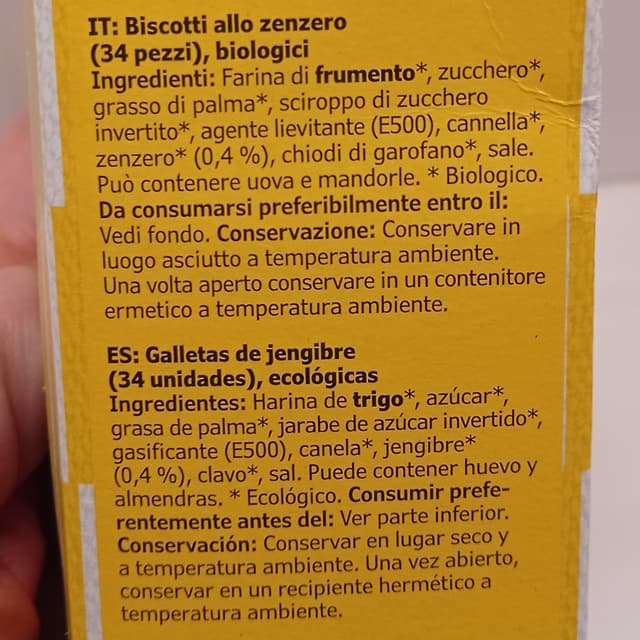 IT: Biscotti allo zenzero
(34 pezzi), biologici
Ingredienti: Farina di frumento*, zucchero*,
grasso di palma*, sciroppo di zucchero
invertito*, agente lievitante (E500), cannella*,
zenzero* (0,4 %), chiodi di garofano*, sale.
Può contenere uova e mandorle. * Biologico.
Da consumarsi preferibilmente entro il:
Vedi fondo. Conservazione: Conservare in
luogo asciutto a temperatura ambiente.
Una volta aperto conservare in un contenitore
ermetico a temperatura ambiente.
ES: Galletas de jengibre
(34 unidades), ecológicas
Ingredientes: Harina de trigo*, azúcar*,
grasa de palma*, jarabe de azúcar invertido*,
gasificante (E500), canela*, jengibre*
(0,4 %), clavo*, sal. Puede contener huevo y
almendras. * Ecológico. Consumir prefe-
rentemente antes del: Ver parte inferior.
Conservación: Conservar en lugar seco y
a temperatura ambiente. Una vez abierto,
conservar en un recipiente hermético a
temperatura ambiente.